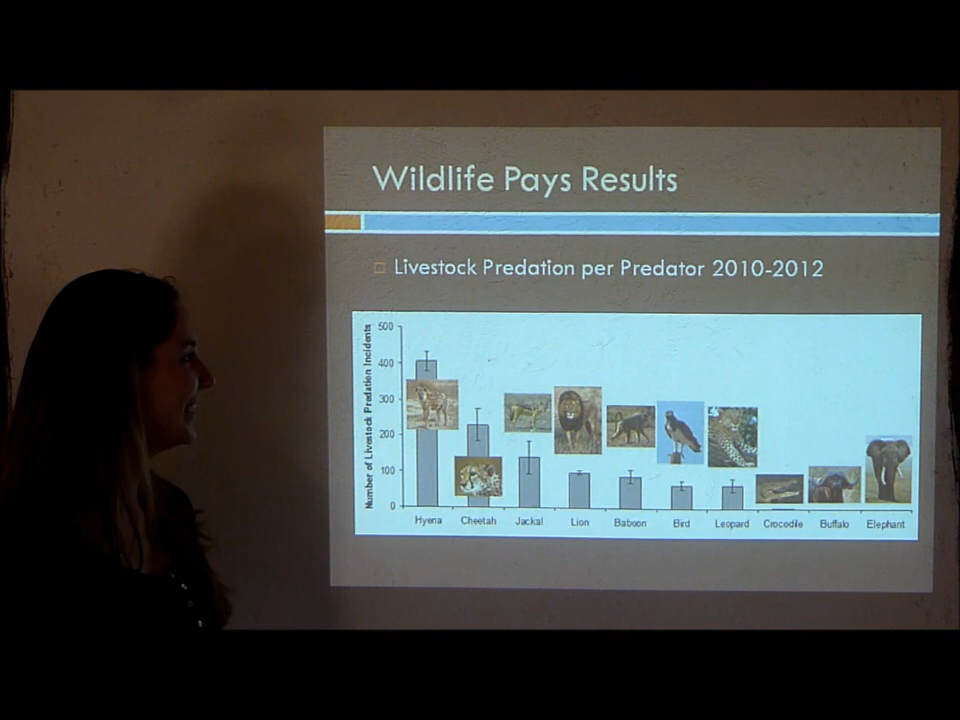 Wildlife Pays Results
Livestock Predation per Predator 2010-2012
Number of Livestock Predation Incidents
500
400
300
200
100
0
Hyena Cheetah Jackal Lion Baboon Bird Leopard Crocodile Buffalo Elephant